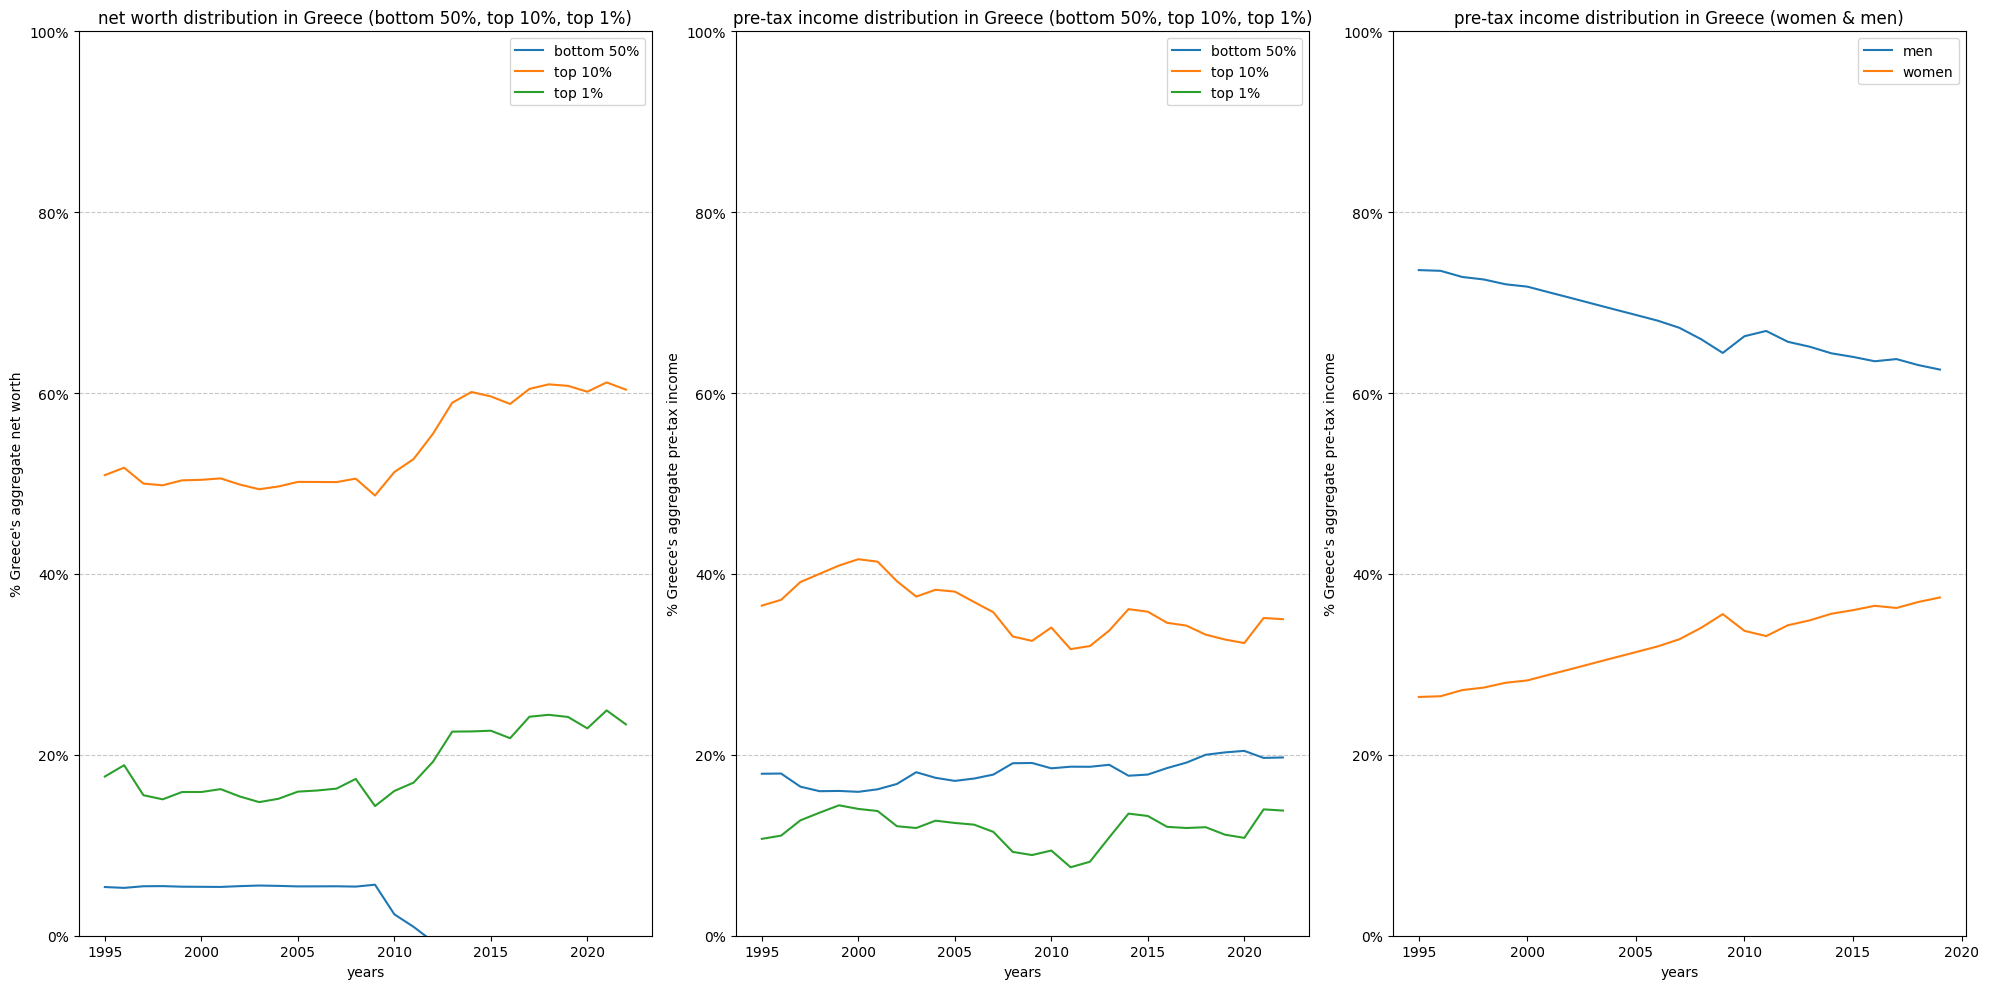 net worth distribution in Greece (bottom 50%, top 10%, top 1%)
100%
80%
60%
40%
20%
0%
% Greece's aggregate net worth
bottom 50%
top 10%
top 1%
1995
2000
2005
2010
2015
2020
years
pre-tax income distribution in Greece (bottom 50%, top 10%, top 1%)
100%
80%
60%
40%
20%
0%
% Greece's aggregate pre-tax income
bottom 50%
top 10%
top 1%
1995
2000
2005
2010
2015
2020
years
pre-tax income distribution in Greece (women & men)
100%
80%
60%
40%
20%
0%
% Greece's aggregate pre-tax income
men
women
1995
2000
2005
2010
2015
2020
years